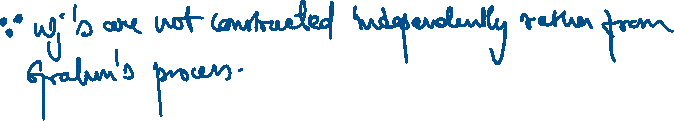 ∵ wj's are not constructed independently rather from
Graham's process.